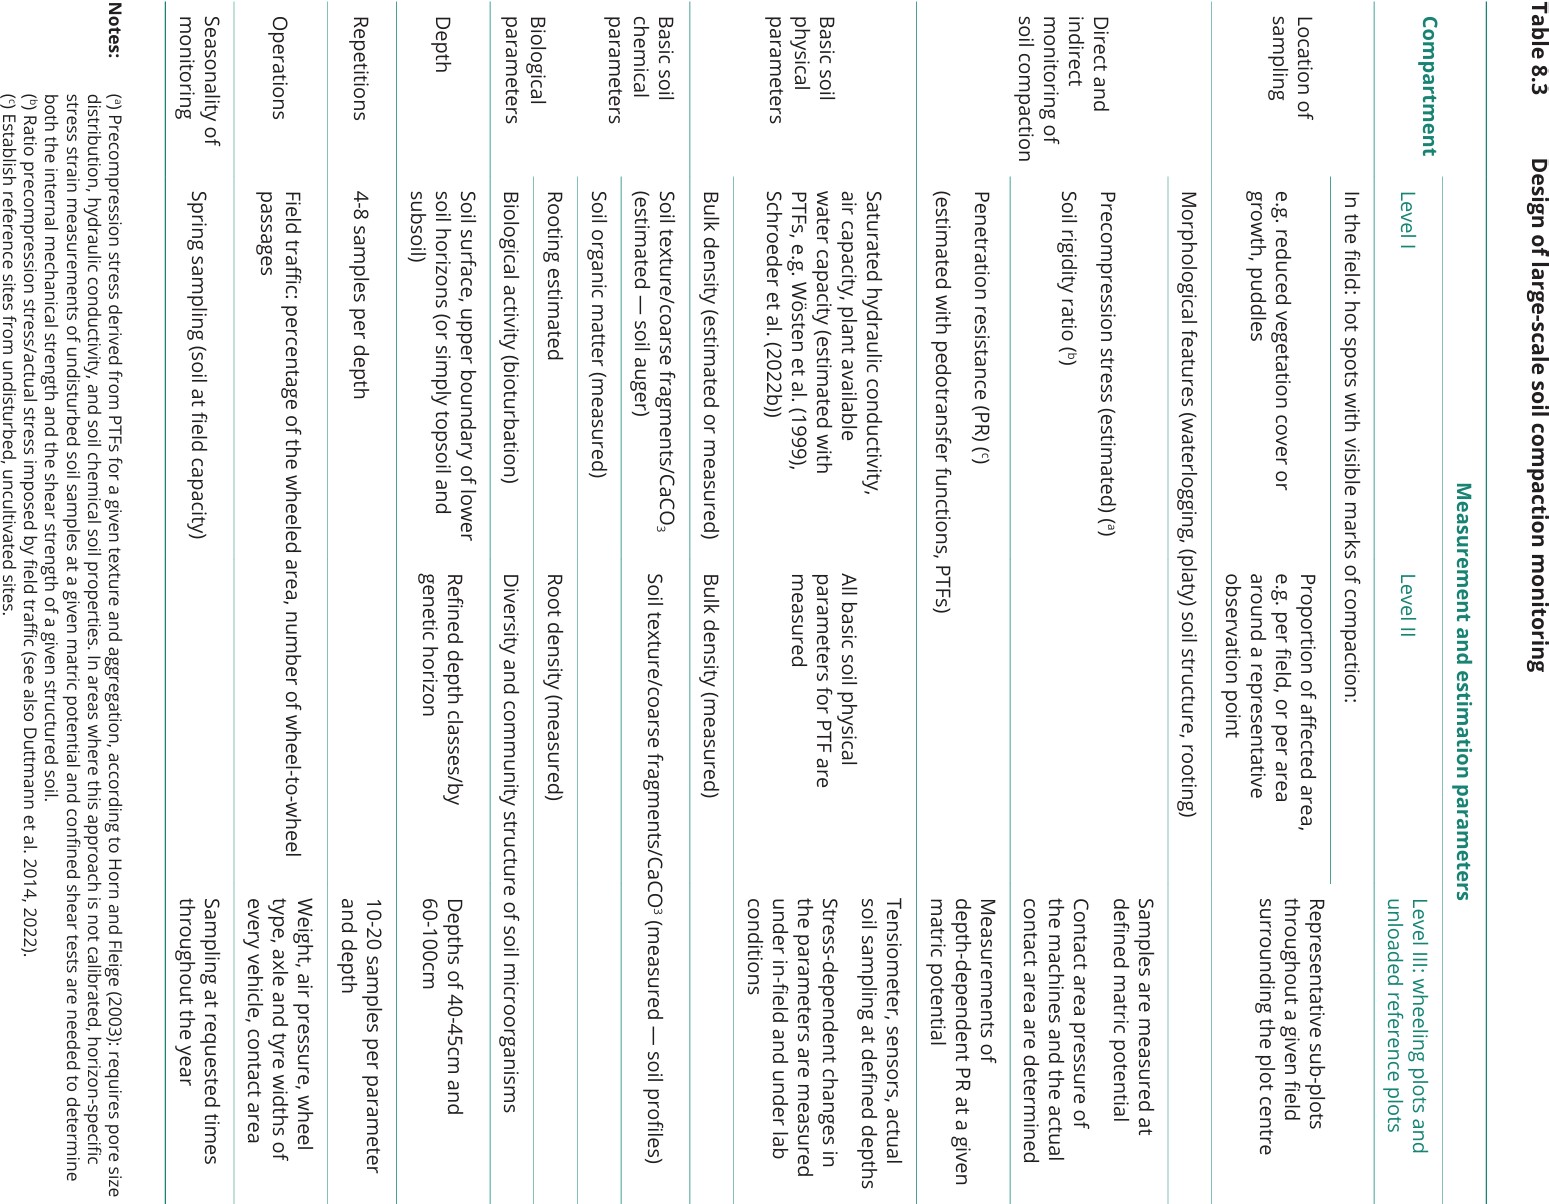 Table 8.3 Design of large-scale soil compaction monitoring
Measurement and estimation parameters
Compartment
Level I
Level II
Level III: wheeling plots and
unloaded reference plots
In the field: hot spots with visible marks of compaction:
Location of
sampling
e.g. reduced vegetation cover or
growth, puddles
Proportion of affected area,
e.g. per field, or per area
around a representative
observation point
Representative sub-plots
throughout a given field
surrounding the plot centre
Morphological features (waterlogging, (platy) soil structure, rooting)
Direct and
indirect
monitoring of
soil compaction
Precompression stress (estimated) (ᵃ)
Soil rigidity ratio (ᵇ)
Samples are measured at
defined matric potential
Contact area pressure of
the machines and the actual
contact area are determined
Penetration resistance (PR) (ᶜ)
(estimated with pedotransfer functions, PTFs)
Measurements of
depth-dependent PR at a given
matric potential
Basic soil
physical
parameters
Saturated hydraulic conductivity,
air capacity, plant available
water capacity (estimated with
PTFs, e.g. Wösten et al. (1999),
Schroeder et al. (2022b))
All basic soil physical
parameters for PTF are
measured
Tensiometer, sensors, actual
soil sampling at defined depths
Stress-dependent changes in
the parameters are measured
under in-field and under lab
conditions
Bulk density (estimated or measured)
Bulk density (measured)
Basic soil
chemical
parameters
Soil texture/coarse fragments/CaCO₃
(estimated — soil auger)
Soil texture/coarse fragments/CaCO³ (measured — soil profiles)
Soil organic matter (measured)
Biological
parameters
Rooting estimated
Root density (measured)
Biological activity (bioturbation)
Diversity and community structure of soil microorganisms
Depth
Soil surface, upper boundary of lower
soil horizons (or simply topsoil and
subsoil)
Refined depth classes/by
genetic horizon
Depths of 40-45cm and
60-100cm
Repetitions
4-8 samples per depth
10-20 samples per parameter
and depth
Operations
Field traffic: percentage of the wheeled area, number of wheel-to-wheel
passages
Weight, air pressure, wheel
type, axle and tyre widths of
every vehicle, contact area
Seasonality of
monitoring
Spring sampling (soil at field capacity)
Sampling at requested times
throughout the year
Notes: (ᵃ) Precompression stress derived from PTFs for a given texture and aggregation, according to Horn and Fleige (2003): requires pore size
distribution, hydraulic conductivity, and soil chemical soil properties. In areas where this approach is not calibrated, horizon-specific
stress strain measurements of undisturbed soil samples at a given matric potential and confined shear tests are needed to determine
both the internal mechanical strength and the shear strength of a given structured soil.
(ᵇ) Ratio precompression stress/actual stress imposed by field traffic (see also Duttmann et al. 2014, 2022).
(ᶜ) Establish reference sites from undisturbed, uncultivated sites.